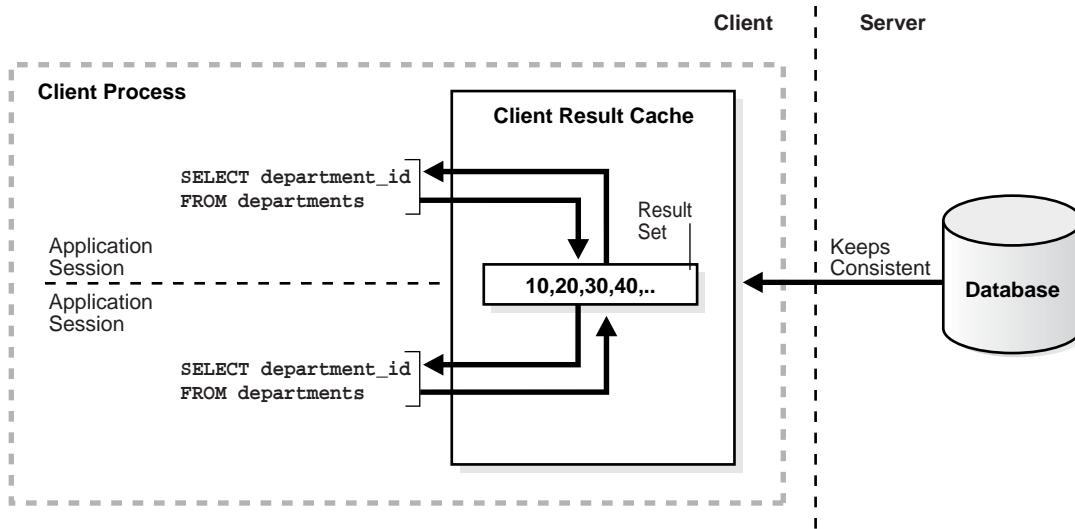 Client
Server
Client Process
Client Result Cache
SELECT department_id
FROM departments
Result
Set
Application
Session
Keeps
Consistent
10,20,30,40,..
Database
Application
Session
SELECT department_id
FROM departments